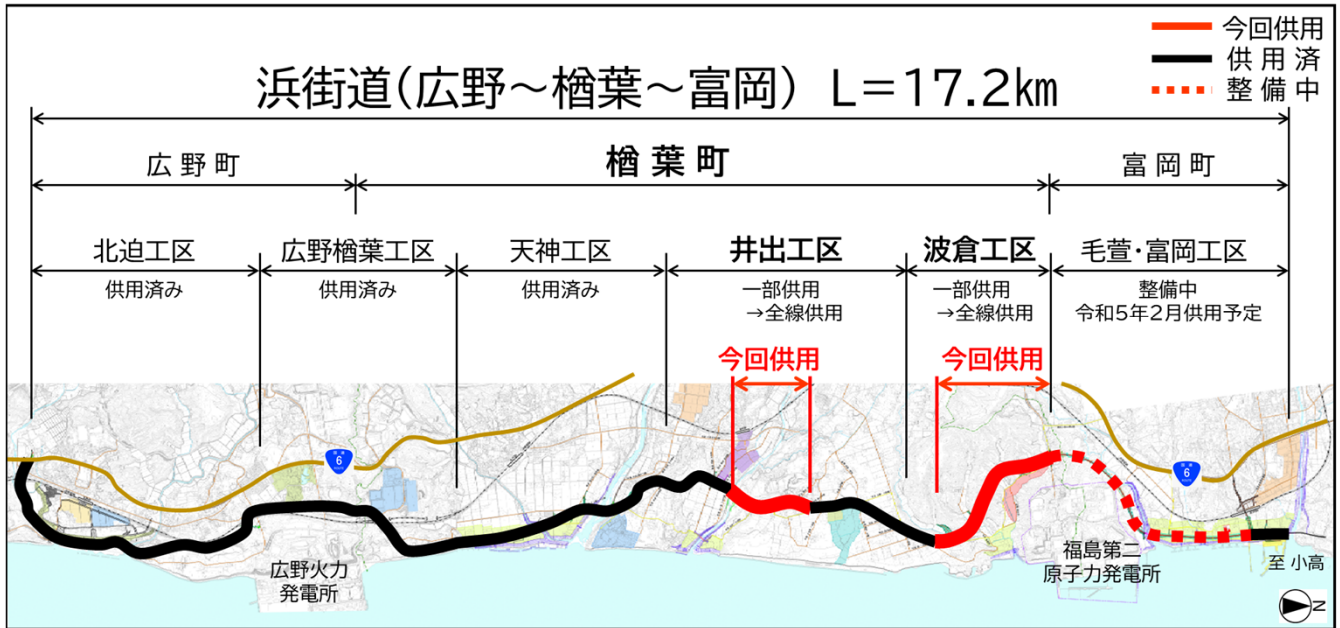 今回供用
供用済
整備中
浜街道(広野～楢葉～富岡) L＝17.2km
広野町
楢葉町
富岡町
北迫工区
広野楢葉工区
天神工区
井出工区
波倉工区
毛萱・富岡工区
供用済み
供用済み
供用済み
一部供用
→全線供用
一部供用
→全線供用
整備中
令和5年2月供用予定
今回供用
今回供用
6
6
広野火力
発電所
福島第二
原子力発電所
至 小高
N